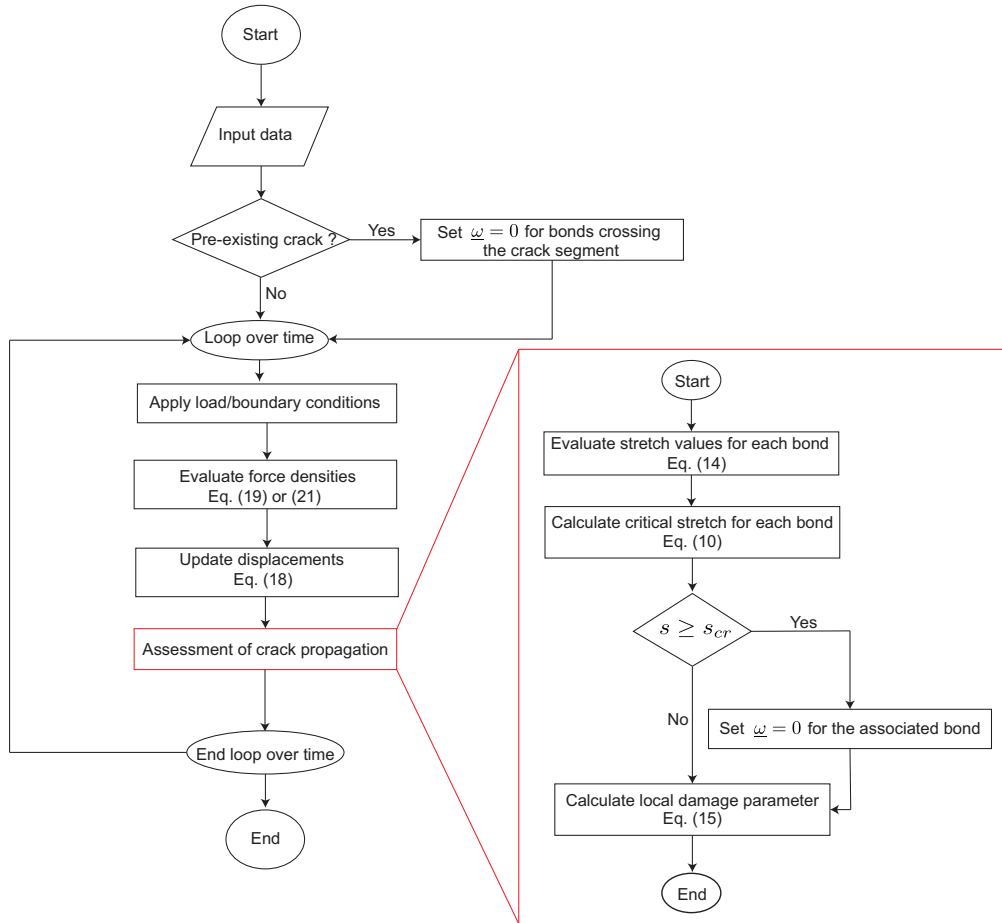 Start
Input data
Pre-existing crack ?
Yes
Set ω = 0 for bonds crossing
the crack segment
No
Loop over time
Apply load/boundary conditions
Evaluate force densities
Eq. (19) or (21)
Update displacements
Eq. (18)
Assessment of crack propagation
End loop over time
End
Start
Evaluate stretch values for each bond
Eq. (14)
Calculate critical stretch for each bond
Eq. (10)
s ≥ s_cr
Yes
No
Set ω = 0 for the associated bond
Calculate local damage parameter
Eq. (15)
End